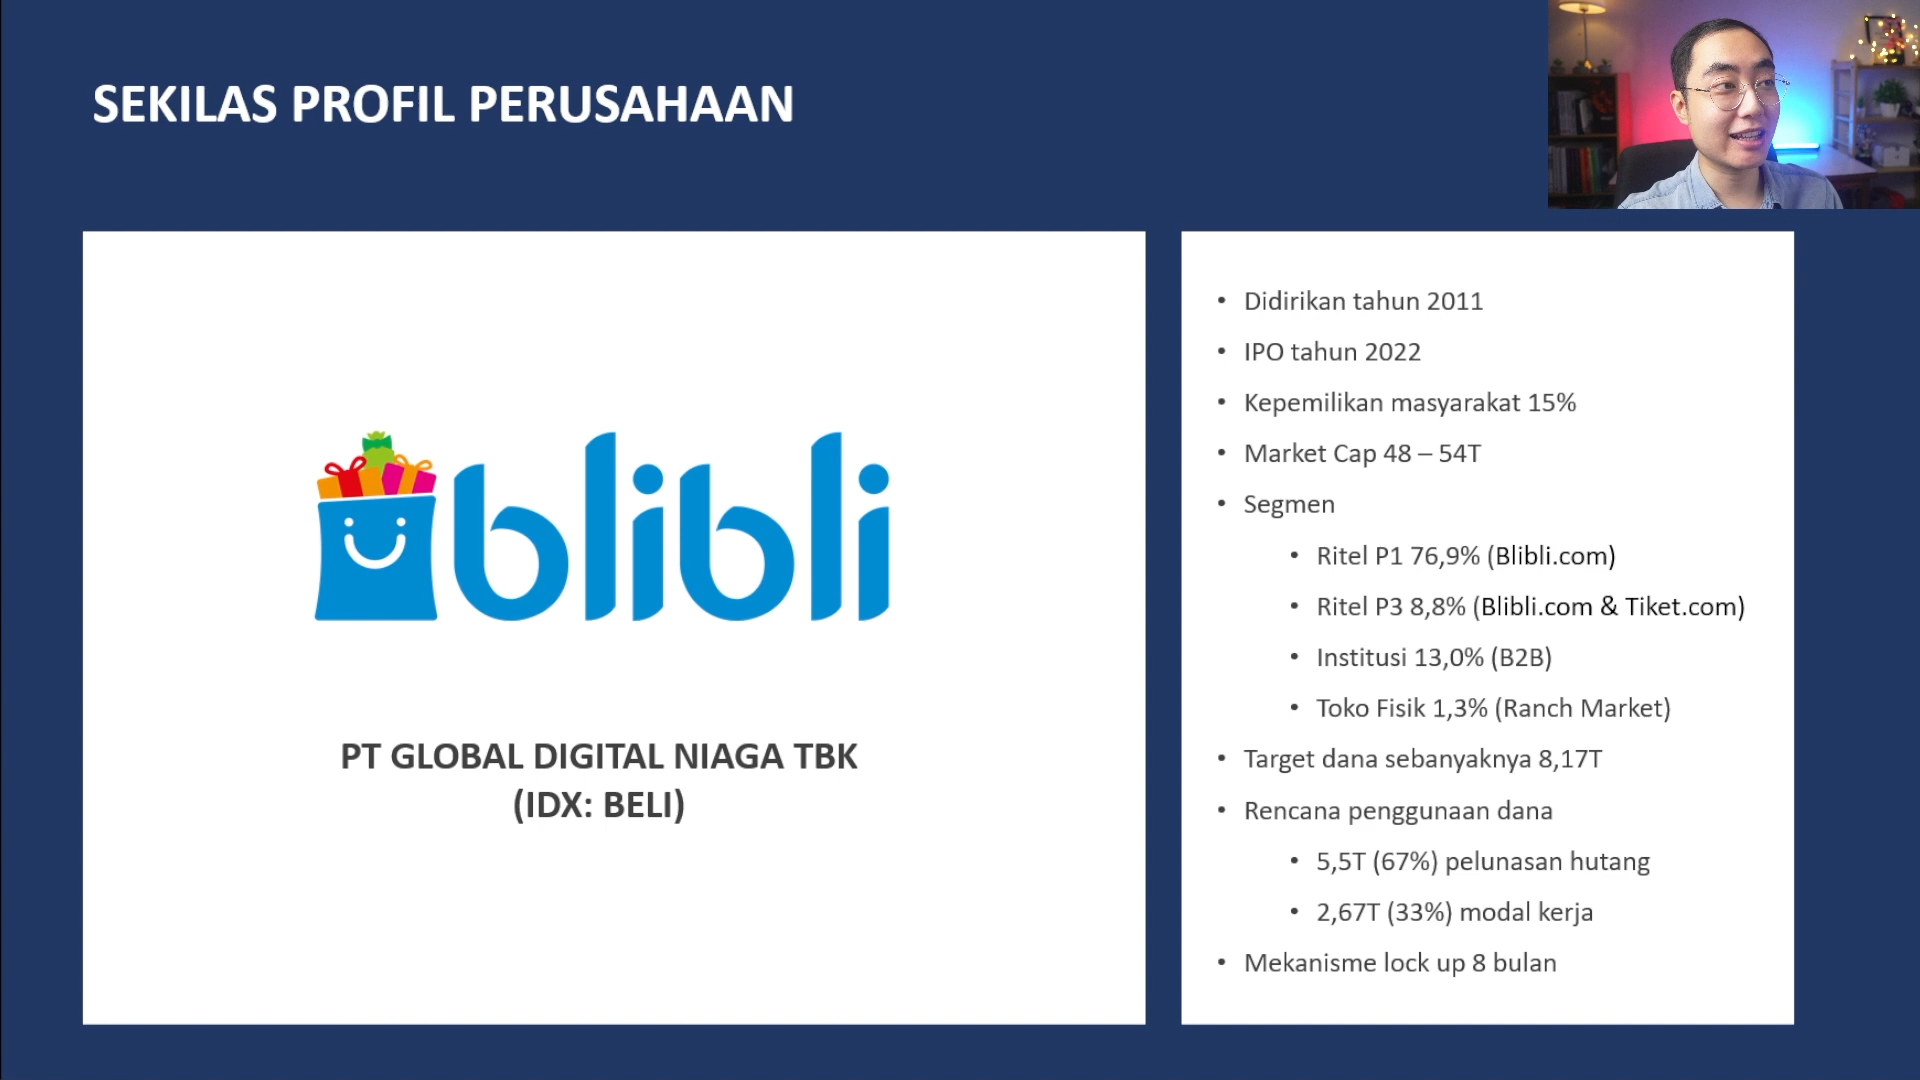 SEKILAS PROFIL PERUSAHAAN
blibli
PT GLOBAL DIGITAL NIAGA TBK
(IDX: BELI)
• Didirikan tahun 2011
• IPO tahun 2022
• Kepemilikan masyarakat 15%
• Market Cap 48 – 54T
• Segmen
• Ritel P1 76,9% (Blibli.com)
• Ritel P3 8,8% (Blibli.com & Tiket.com)
• Institusi 13,0% (B2B)
• Toko Fisik 1,3% (Ranch Market)
• Target dana sebanyaknya 8,17T
• Rencana penggunaan dana
• 5,5T (67%) pelunasan hutang
• 2,67T (33%) modal kerja
• Mekanisme lock up 8 bulan